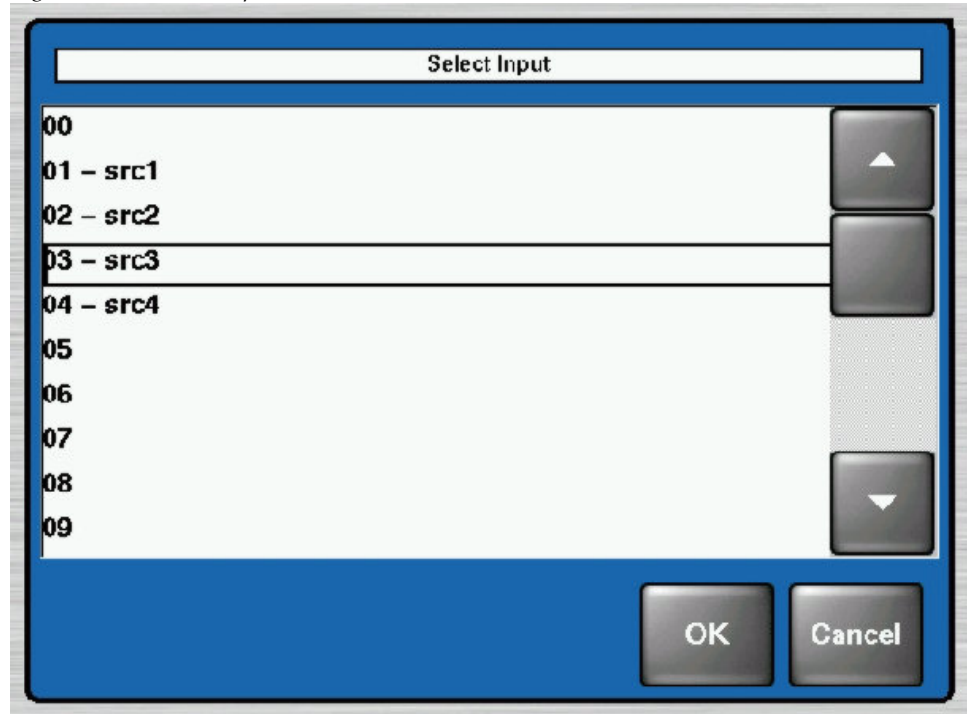 Select Input
00
01 – src1
02 – src2
03 – src3
04 – src4
05
06
07
08
09
OK
Cancel